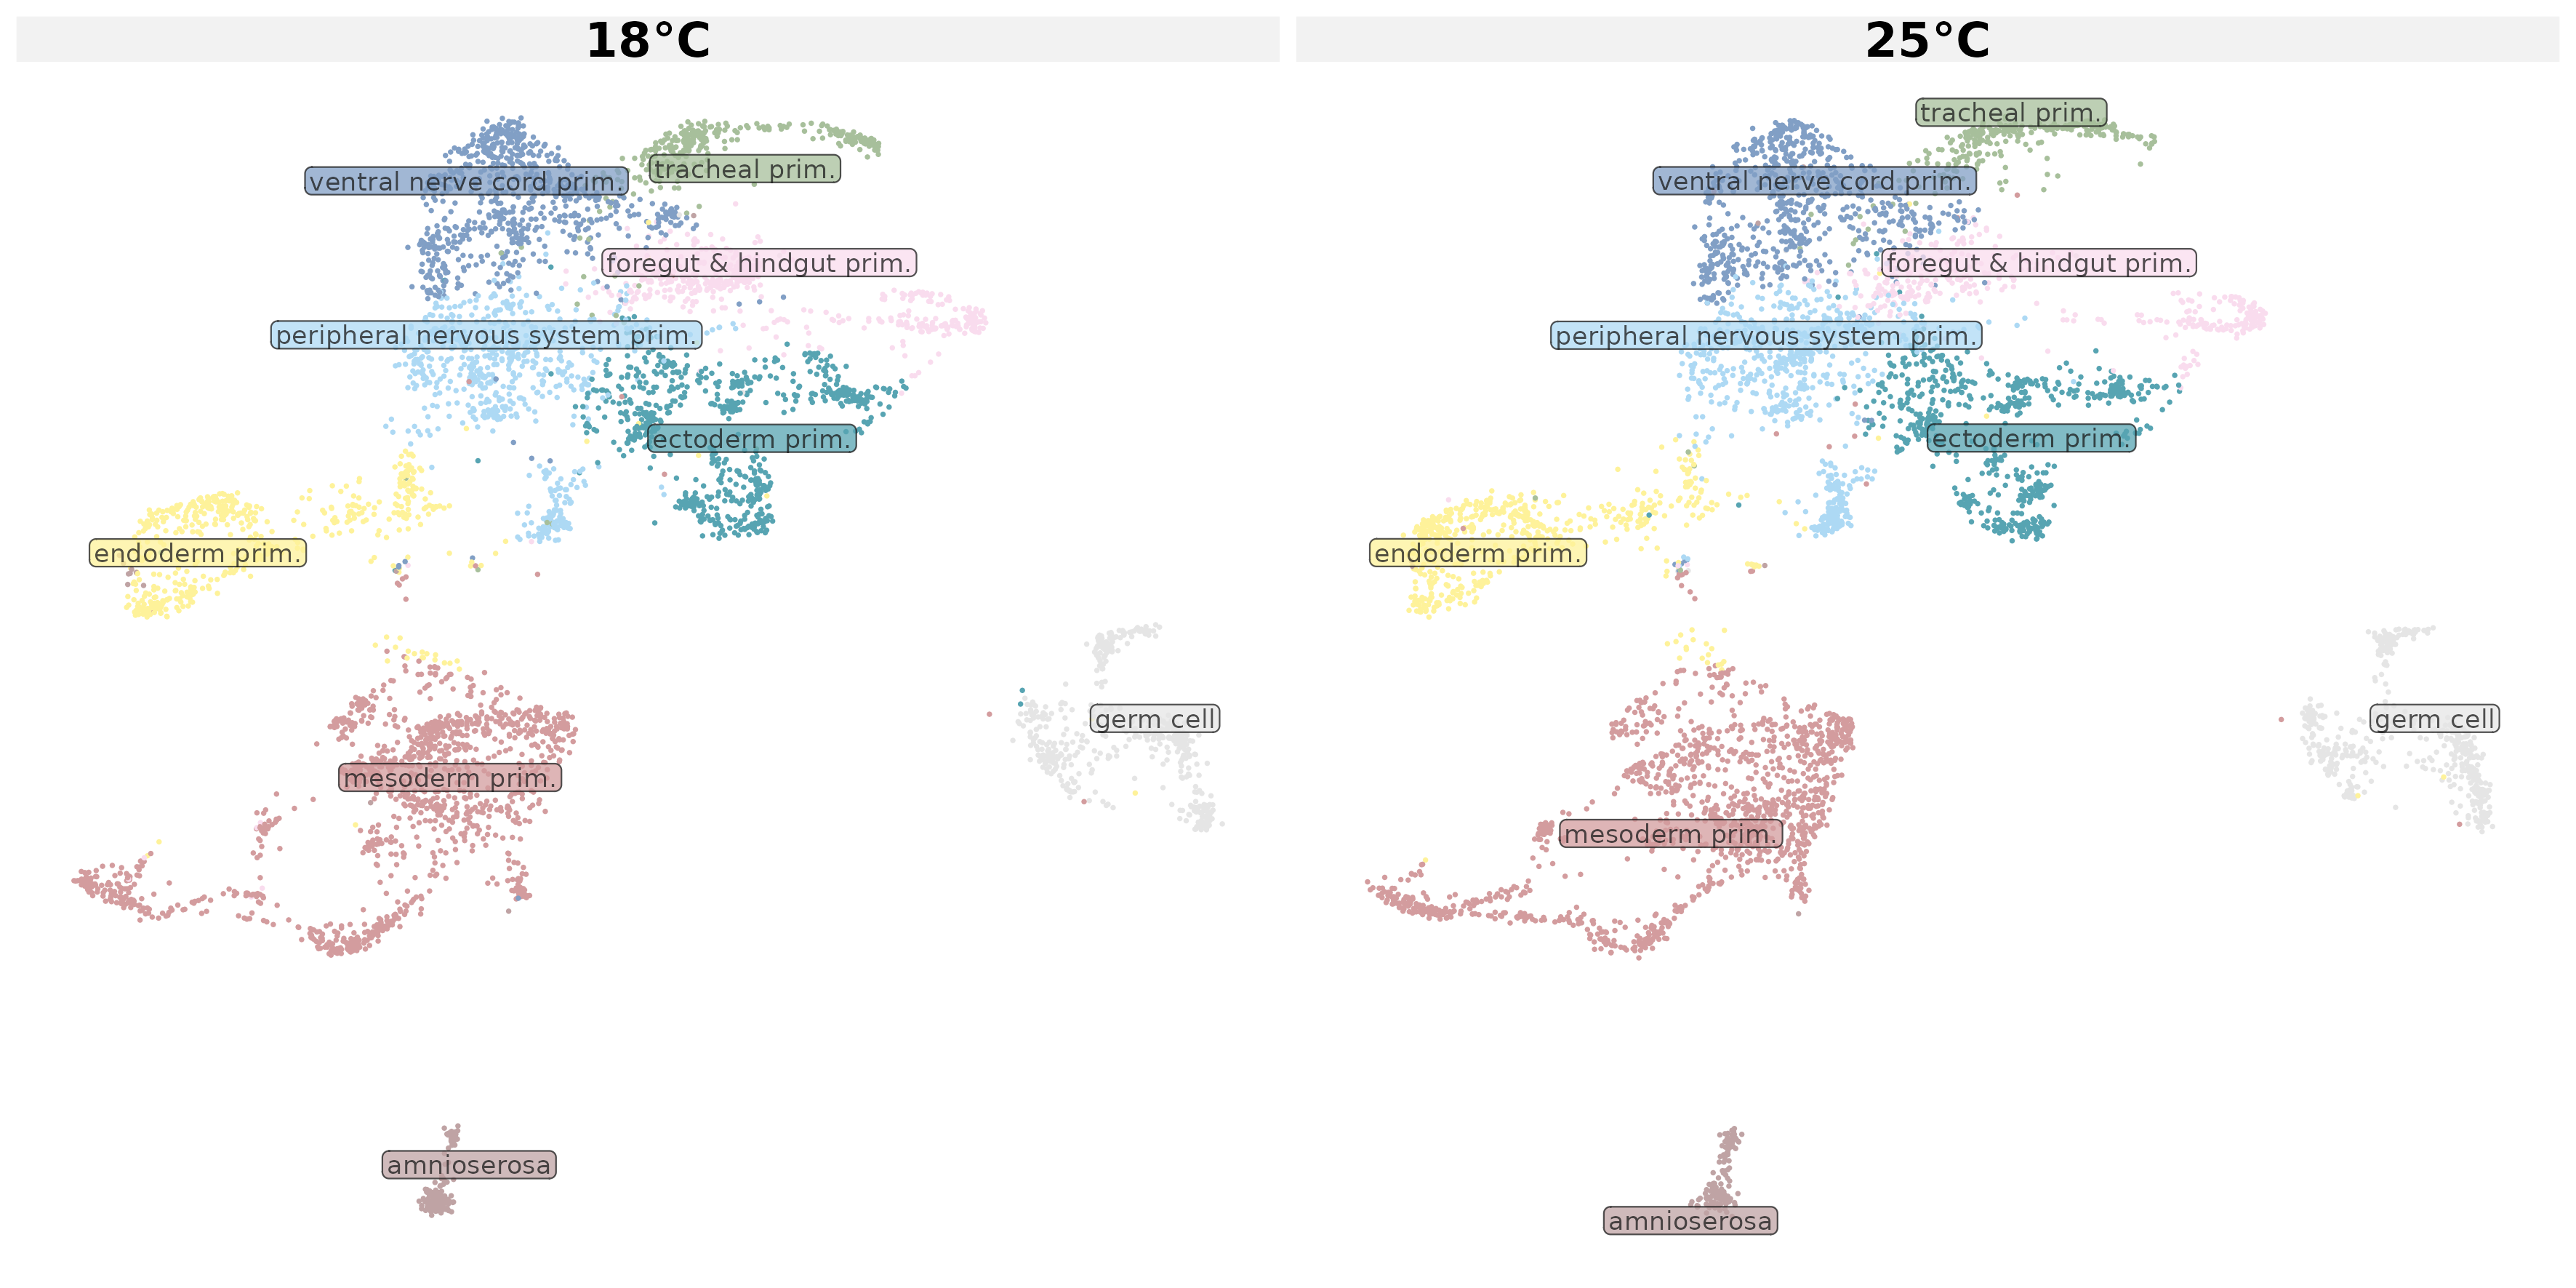 18°C
ventral nerve cord prim.
tracheal prim.
foregut & hindgut prim.
peripheral nervous system prim.
ectoderm prim.
endoderm prim.
germ cell
mesoderm prim.
amnioserosa
25°C
tracheal prim.
ventral nerve cord prim.
foregut & hindgut prim.
peripheral nervous system prim.
ectoderm prim.
endoderm prim.
germ cell
mesoderm prim.
amnioserosa